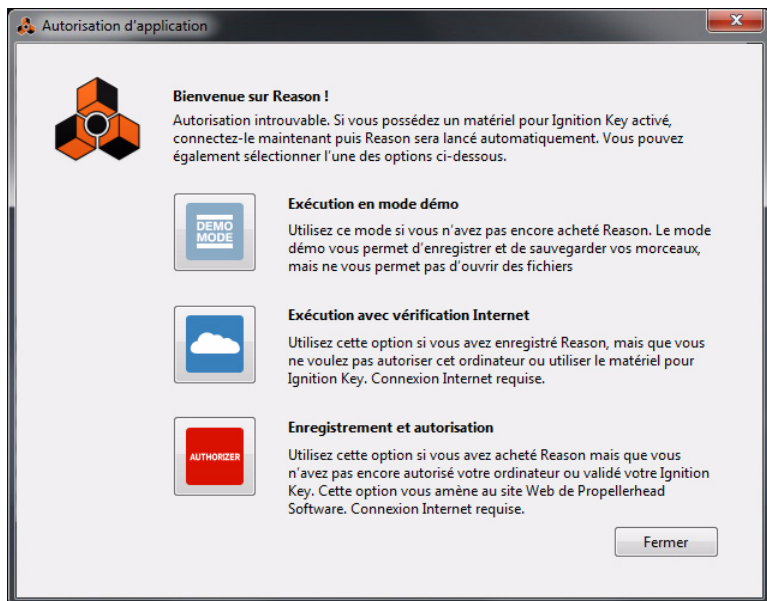 Autorisation d'application
Bienvenue sur Reason !
Autorisation introuvable. Si vous possédez un matériel pour Ignition Key activé,
connectez-le maintenant puis Reason sera lancé automatiquement. Vous pouvez
également sélectionner l'une des options ci-dessous.
DEMO
MODE
Exécution en mode démo
Utilisez ce mode si vous n'avez pas encore acheté Reason. Le mode
démo vous permet d'enregistrer et de sauvegarder vos morceaux,
mais ne vous permet pas d'ouvrir des fichiers
Exécution avec vérification Internet
Utilisez cette option si vous avez enregistré Reason, mais que vous
ne voulez pas autoriser cet ordinateur ou utiliser le matériel pour
Ignition Key. Connexion Internet requise.
AUTHORIZER
Enregistrement et autorisation
Utilisez cette option si vous avez acheté Reason mais que vous
n'avez pas encore autorisé votre ordinateur ou validé votre Ignition
Key. Cette option vous amène au site Web de Propellerhead
Software. Connexion Internet requise.
Fermer